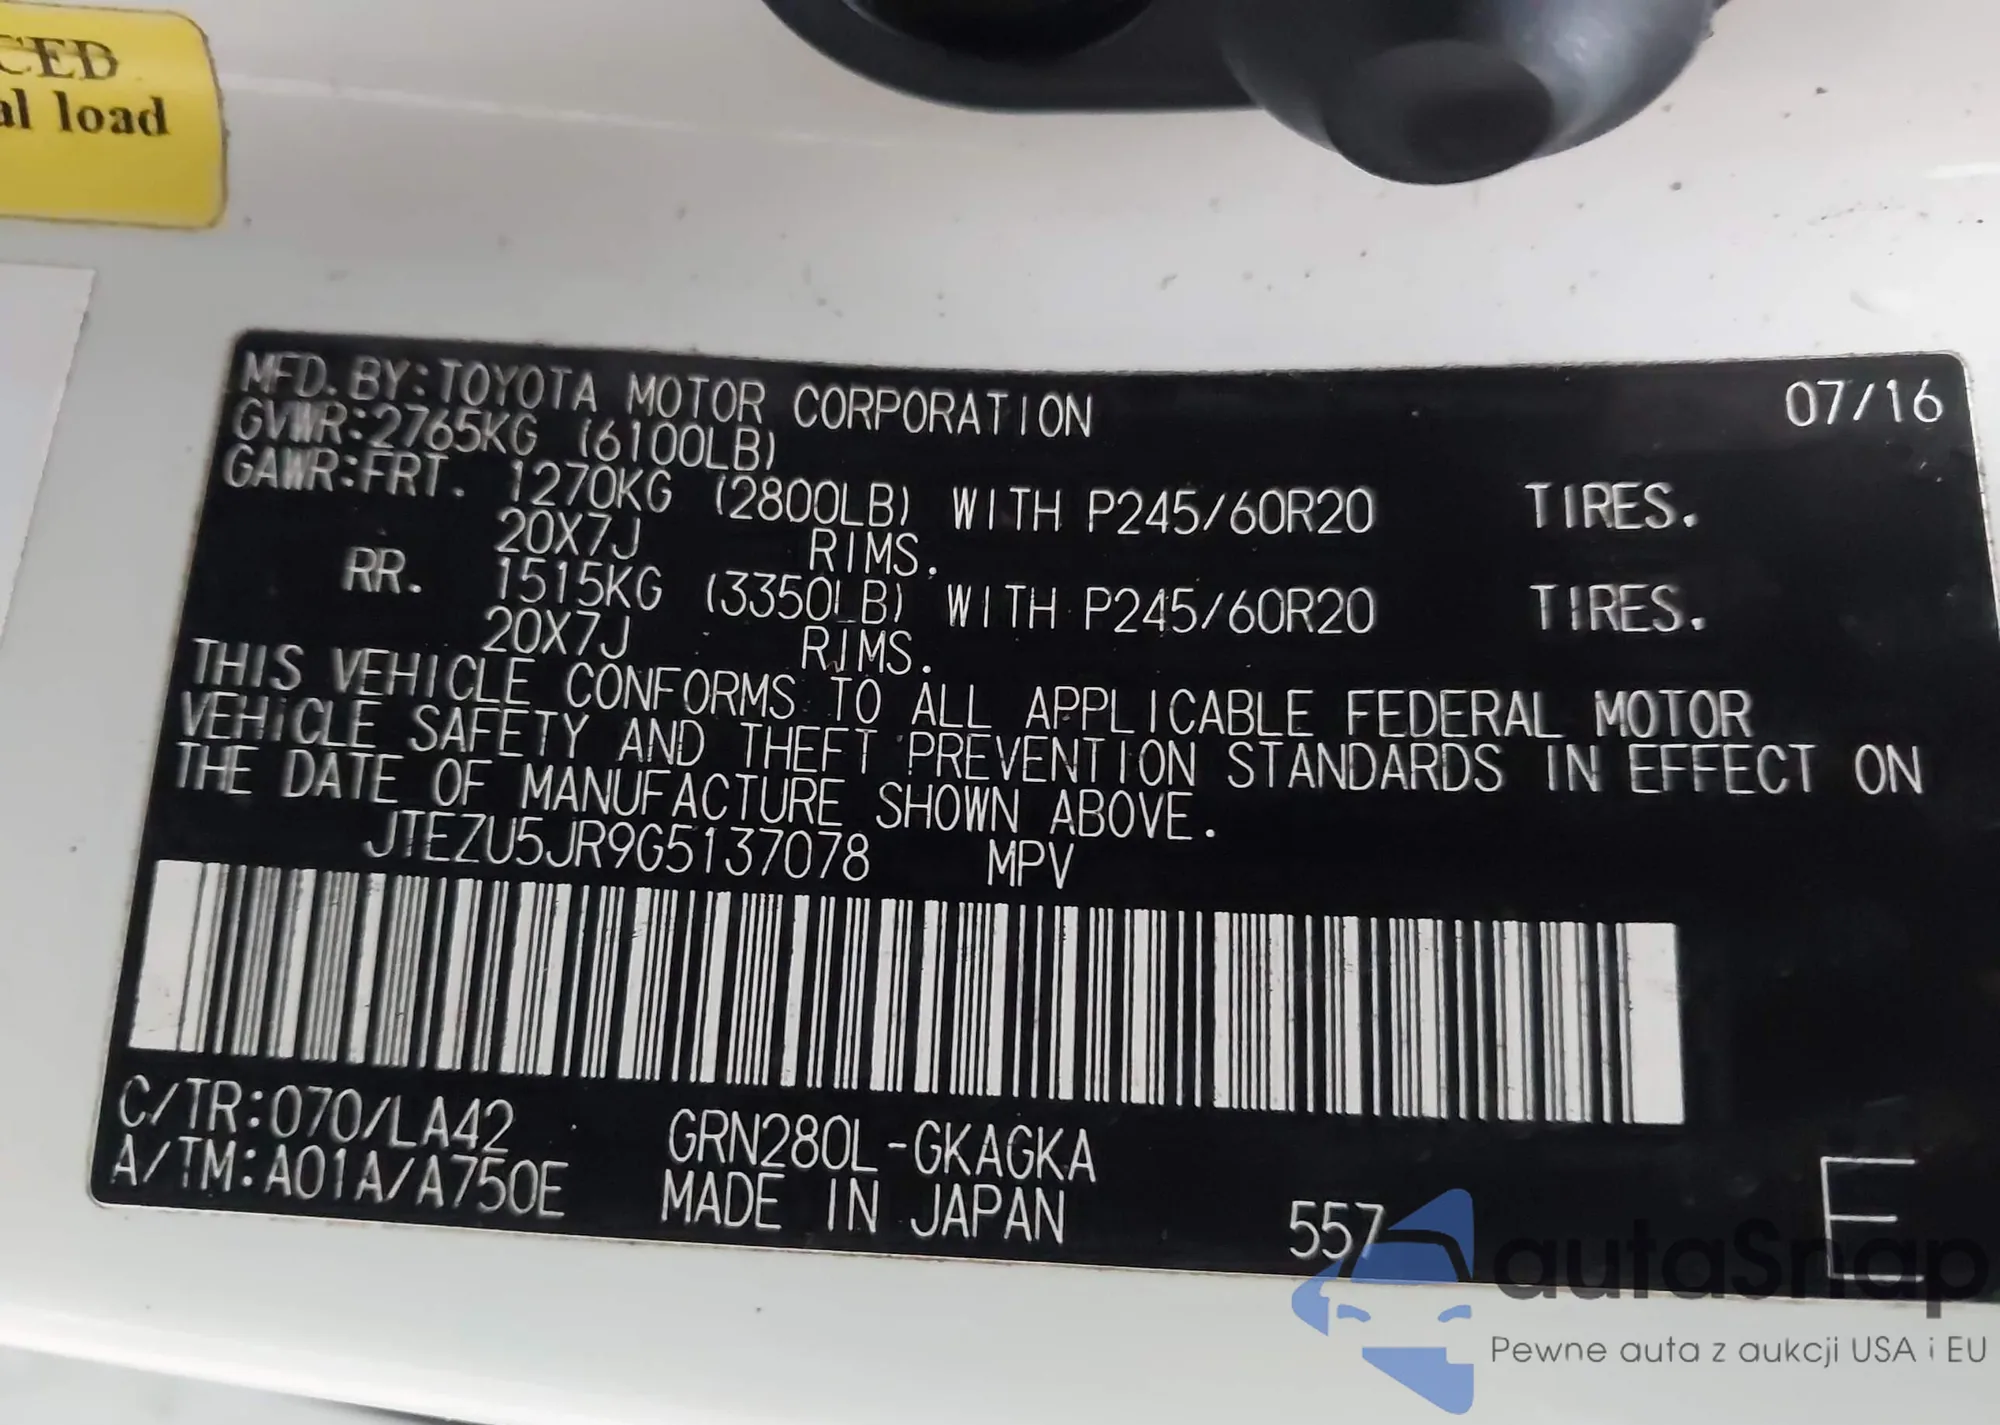 CED
al load
MFD. BY:TOYOTA MOTOR CORPORATION 07/16
GVWR:2765KG (6100LB)
GAWR:FRT. 1270KG (2800LB) WITH P245/60R20 TIRES.
20X7J RIMS.
RR. 1515KG (3350LB) WITH P245/60R20 TIRES.
20X7J RIMS.
THIS VEHICLE CONFORMS TO ALL APPLICABLE FEDERAL MOTOR
VEHICLE SAFETY AND THEFT PREVENTION STANDARDS IN EFFECT ON
THE DATE OF MANUFACTURE SHOWN ABOVE.
JTEZU5JR9G5137078 MPV
C/TR:070/LA42 GRN280L-GKAGKA
A/TM:A01A/A750E MADE IN JAPAN 557 E
autaSnap
Pewne auta z aukcji USA i EU